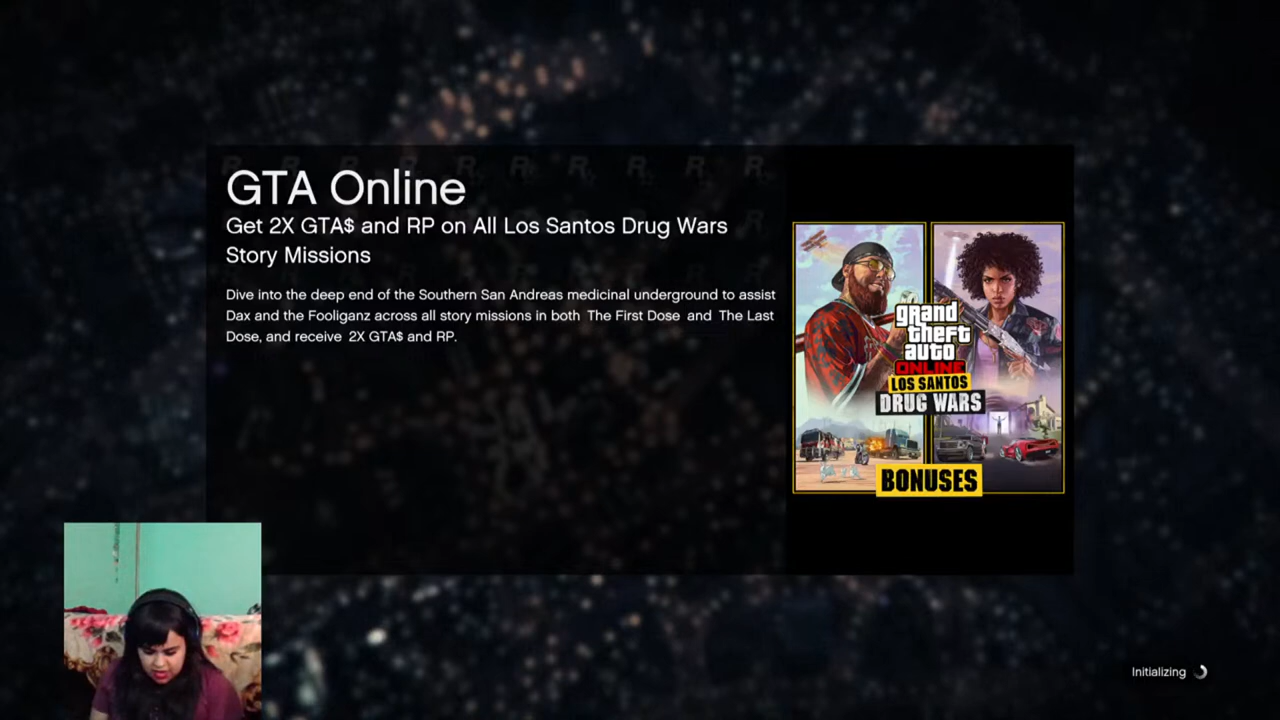 GTA Online
Get 2X GTA$ and RP on All Los Santos Drug Wars
Story Missions
Dive into the deep end of the Southern San Andreas medicinal underground to assist
Dax and the Fooliganz across all story missions in both The First Dose and The Last
Dose, and receive 2X GTA$ and RP.
grand
theft
auto
ONLINE
LOS SANTOS
DRUG WARS
BONUSES
Initializing